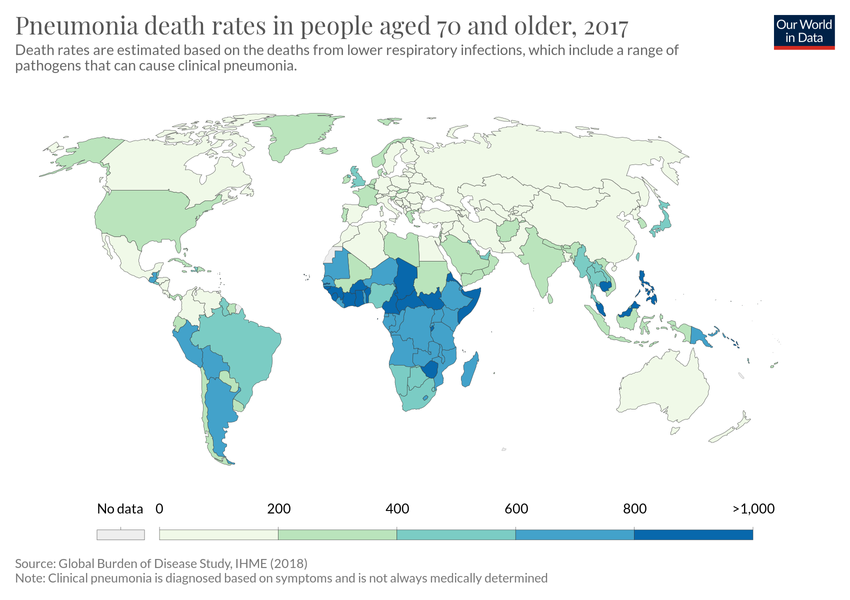 Pneumonia death rates in people aged 70 and older, 2017
Our World
in Data
Death rates are estimated based on the deaths from lower respiratory infections, which include a range of
pathogens that can cause clinical pneumonia.
No data 0 200 400 600 800 >1,000
Source: Global Burden of Disease Study, IHME (2018)
Note: Clinical pneumonia is diagnosed based on symptoms and is not always medically determined